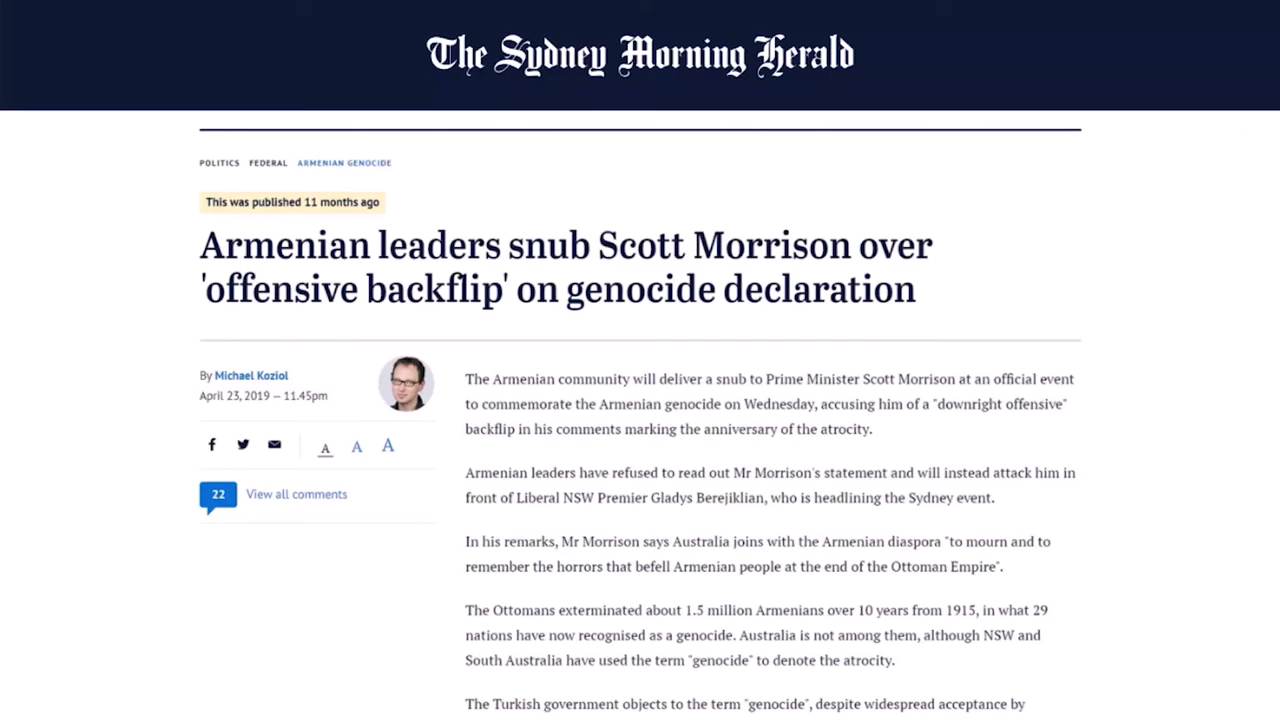 The Sydney Morning Herald
POLITICS FEDERAL ARMENIAN GENOCIDE
This was published 11 months ago
Armenian leaders snub Scott Morrison over
'offensive backflip' on genocide declaration
By Michael Koziol
April 23, 2019 — 11.45pm
A A A
22 View all comments
The Armenian community will deliver a snub to Prime Minister Scott Morrison at an official event
to commemorate the Armenian genocide on Wednesday, accusing him of a "downright offensive"
backflip in his comments marking the anniversary of the atrocity.
Armenian leaders have refused to read out Mr Morrison's statement and will instead attack him in
front of Liberal NSW Premier Gladys Berejiklian, who is headlining the Sydney event.
In his remarks, Mr Morrison says Australia joins with the Armenian diaspora "to mourn and to
remember the horrors that befell Armenian people at the end of the Ottoman Empire".
The Ottomans exterminated about 1.5 million Armenians over 10 years from 1915, in what 29
nations have now recognised as a genocide. Australia is not among them, although NSW and
South Australia have used the term "genocide" to denote the atrocity.
The Turkish government objects to the term "genocide", despite widespread acceptance by